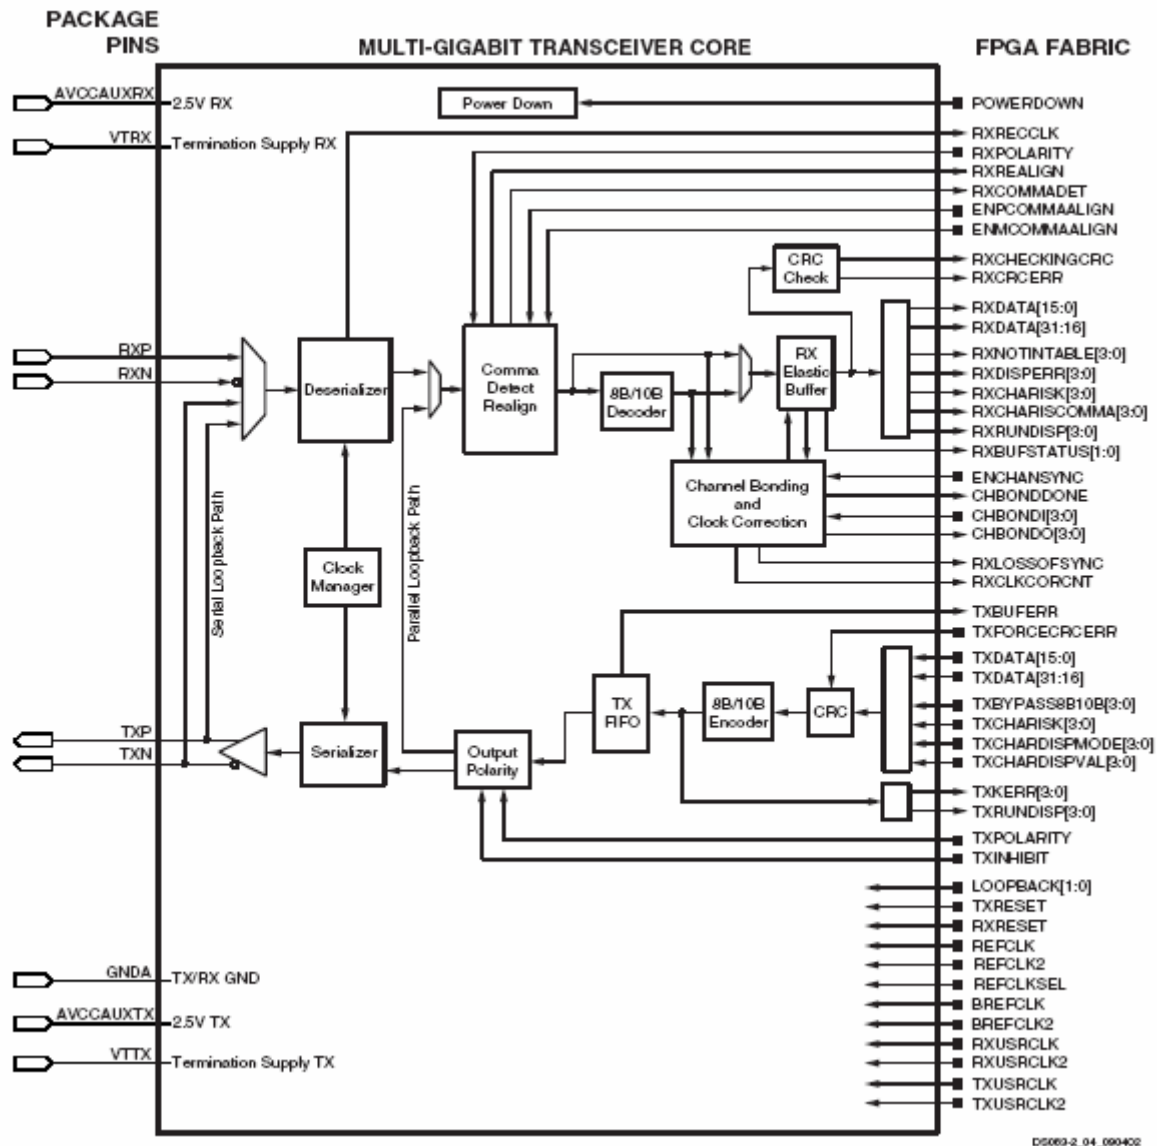 PACKAGE
PINS
MULTI-GIGABIT TRANSCEIVER CORE
FPGA FABRIC
AVCCAUXRX
2.5V RX
VTRX
Termination Supply RX
Power Down
POWERDOWN
RXRECCLK
RXPOLARITY
RXREALIGN
RXCOMMADET
ENPCOMMAALIGN
ENMCOMMAALIGN
CRC
Check
RXCHECKINGCRC
RXCRCERR
RXDATA[15:0]
RXDATA[31:16]
RXNOTINTABLE[3:0]
RXDISPERR[3:0]
RXCHARISK[3:0]
RXCHARISCOMMA[3:0]
RXRUNDISP[3:0]
RXBUFSTATUS[1:0]
RXP
RXN
Deserializer
Comma
Detect
Realign
8B/10B
Decoder
RX
Elastic
Buffer
Channel Bonding
and
Clock Correction
ENCHANSYNC
CHBONDDONE
CHBONDI[3:0]
CHBONDO[3:0]
RXLOSSOFSYNC
RXCLKCORCNT
Serial Loopback Path
Clock
Manager
Parallel Loopback Path
TXBUFERR
TXFORCECRCERR
TXDATA[15:0]
TXDATA[31:16]
TXBYPASS8B10B[3:0]
TXCHARISK[3:0]
TXCHARDISPMODE[3:0]
TXCHARDISPVAL[3:0]
TXP
TXN
Serializer
Output
Polarity
TX
FIFO
8B/10B
Encoder
CRC
TXKERR[3:0]
TXRUNDISP[3:0]
TXPOLARITY
TXINHIBIT
LOOPBACK[1:0]
TXRESET
RXRESET
REFCLK
REFCLK2
REFCLKSEL
BREFCLK
BREFCLK2
RXUSRCLK
RXUSRCLK2
TXUSRCLK
TXUSRCLK2
GNDA
TX/RX GND
AVCCAUXTX
2.5V TX
VTTX
Termination Supply TX
DS083-2_04_090402